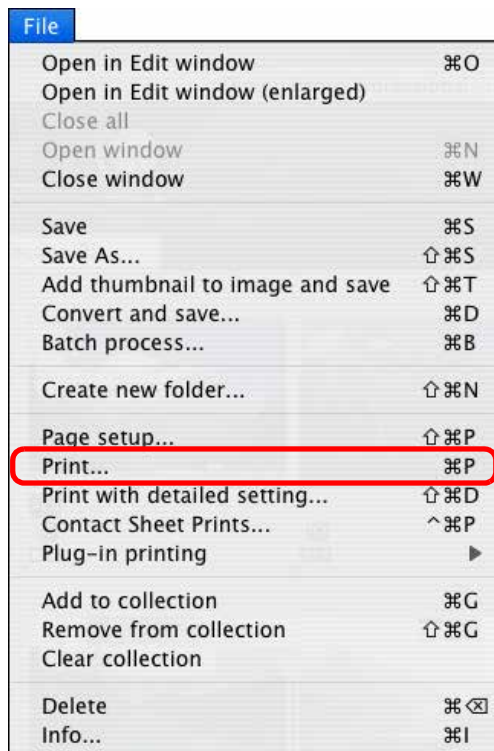 File
Open in Edit window ⌘O
Open in Edit window (enlarged)
Close all
Open window ⌘N
Close window ⌘W
Save ⌘S
Save As... ⇧⌘S
Add thumbnail to image and save ⇧⌘T
Convert and save... ⌘D
Batch process... ⌘B
Create new folder... ⇧⌘N
Page setup... ⇧⌘P
Print... ⌘P
Print with detailed setting... ⇧⌘D
Contact Sheet Prints... ^⌘P
Plug-in printing ▶
Add to collection ⌘G
Remove from collection ⇧⌘G
Clear collection
Delete ⌘⌫
Info... ⌘I